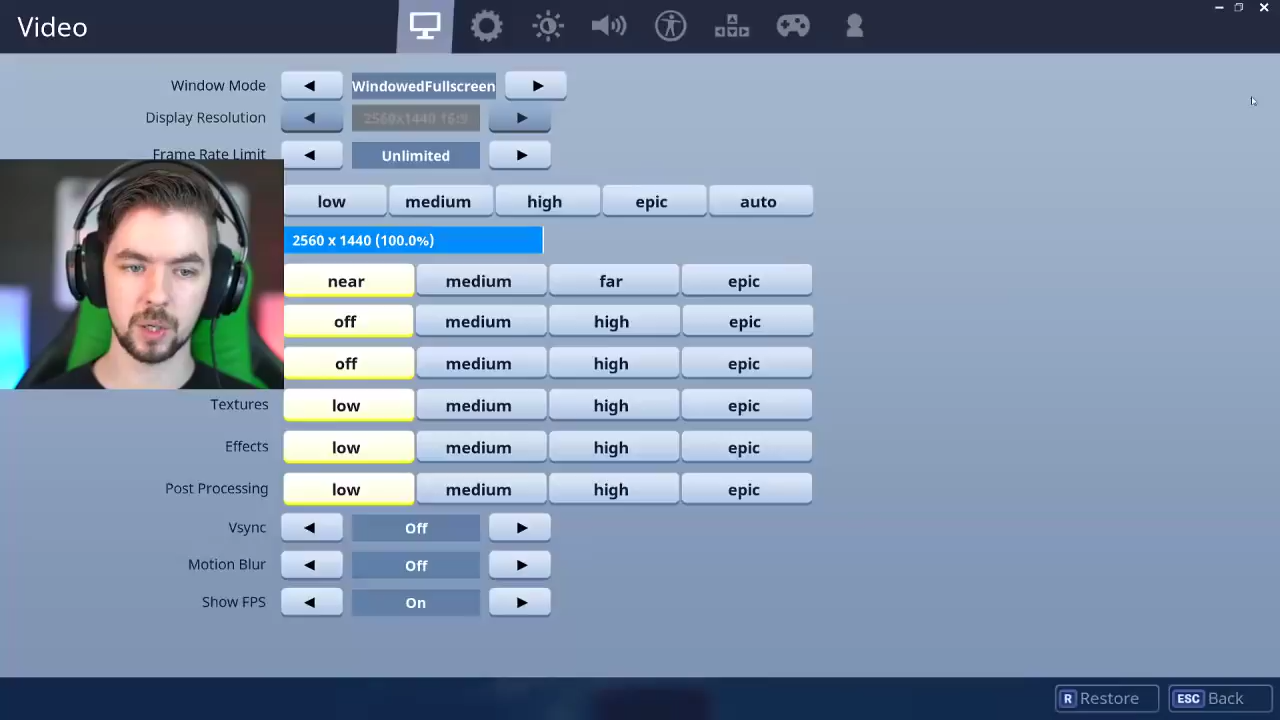 Video
Window Mode WindowedFullscreen
Display Resolution 2560x1440 16:9
Frame Rate Limit Unlimited
low medium high epic auto
2560 x 1440 (100.0%)
near medium far epic
off medium high epic
off medium high epic
Textures low medium high epic
Effects low medium high epic
Post Processing low medium high epic
Vsync Off
Motion Blur Off
Show FPS On
R Restore ESC Back